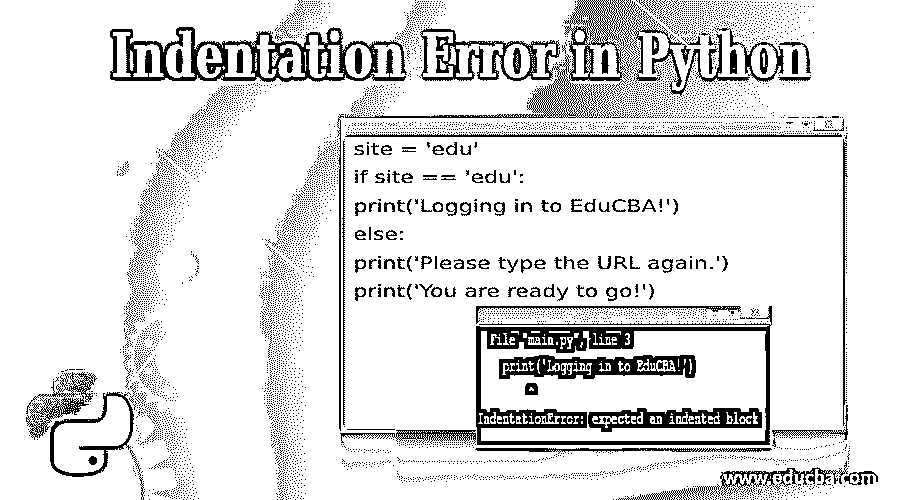 Indentation Error in Python
site = 'edu'
if site == 'edu':
print('Logging in to EduCBA!')
else:
print('Please type the URL again.')
print('You are ready to go!')
File "main.py", line 3
print('Logging in to EduCBA!')
^
IndentationError: expected an indented block
www.educba.com